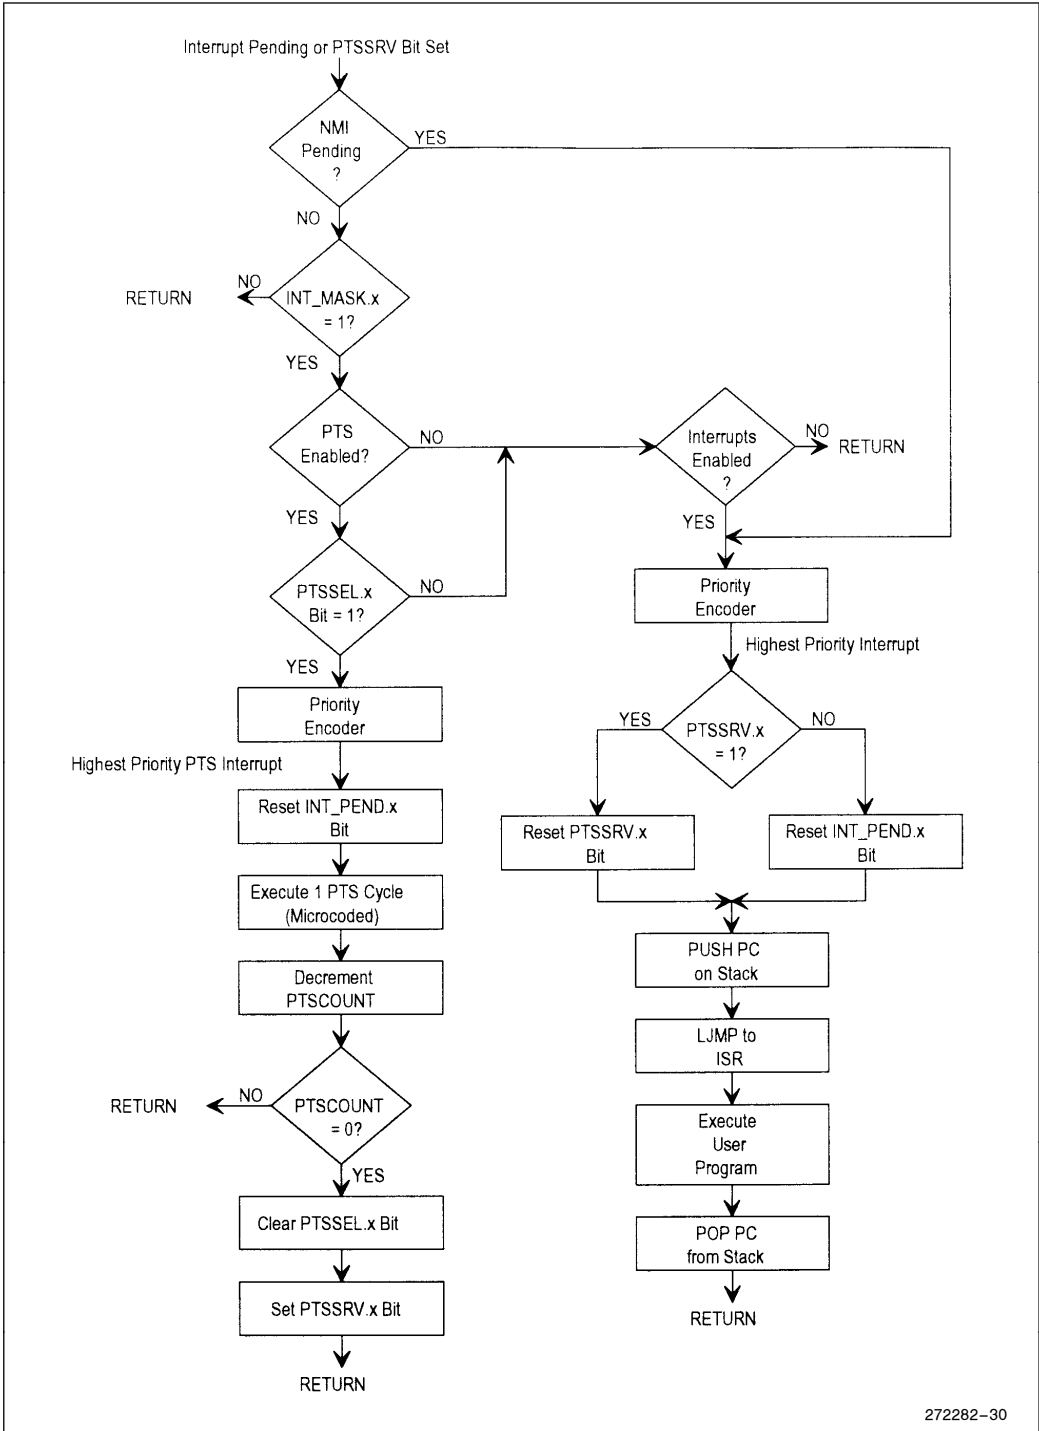 Interrupt Pending or PTSSRV Bit Set
NMI
Pending
?
YES
NO
INT_MASK.x
= 1?
NO
RETURN
YES
PTS
Enabled?
NO
YES
PTSSEL.x
Bit = 1?
NO
YES
Priority
Encoder
Highest Priority PTS Interrupt
Reset INT_PEND.x
Bit
Execute 1 PTS Cycle
(Microcoded)
Decrement
PTSCOUNT
PTSCOUNT
= 0?
NO
RETURN
YES
Clear PTSSEL.x Bit
Set PTSSRV.x Bit
RETURN
Interrupts
Enabled
?
NO
RETURN
YES
Priority
Encoder
Highest Priority Interrupt
PTSSRV.x
= 1?
YES
NO
Reset PTSSRV.x
Bit
Reset INT_PEND.x
Bit
PUSH PC
on Stack
LJMP to
ISR
Execute
User
Program
POP PC
from Stack
RETURN
272282-30